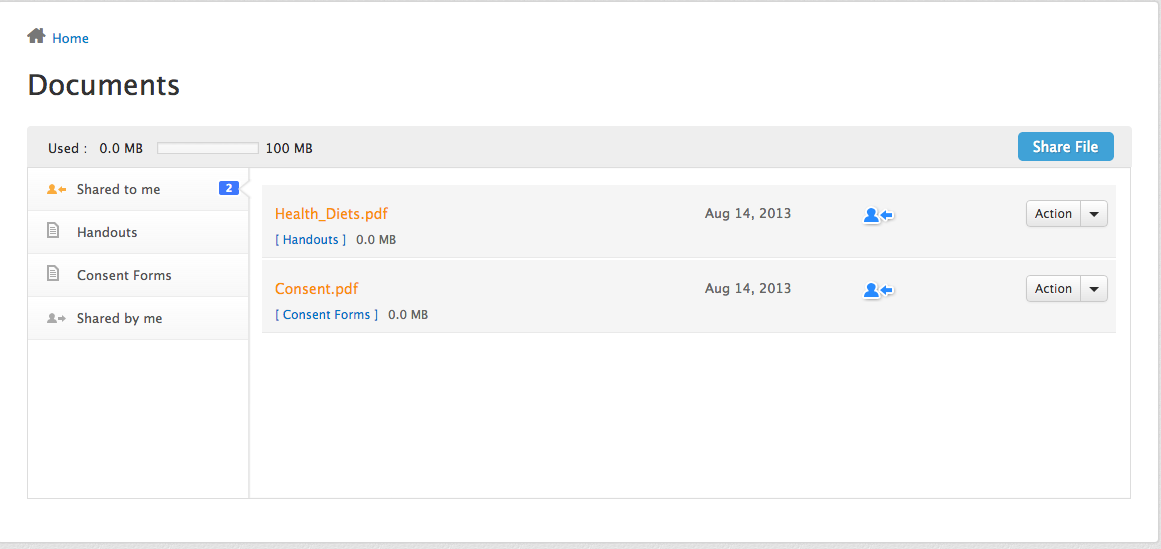 Home
Documents
Used : 0.0 MB 100 MB Share File
Shared to me 2
Handouts
Consent Forms
Shared by me
Health_Diets.pdf Aug 14, 2013 Action
[ Handouts ] 0.0 MB
Consent.pdf Aug 14, 2013 Action
[ Consent Forms ] 0.0 MB